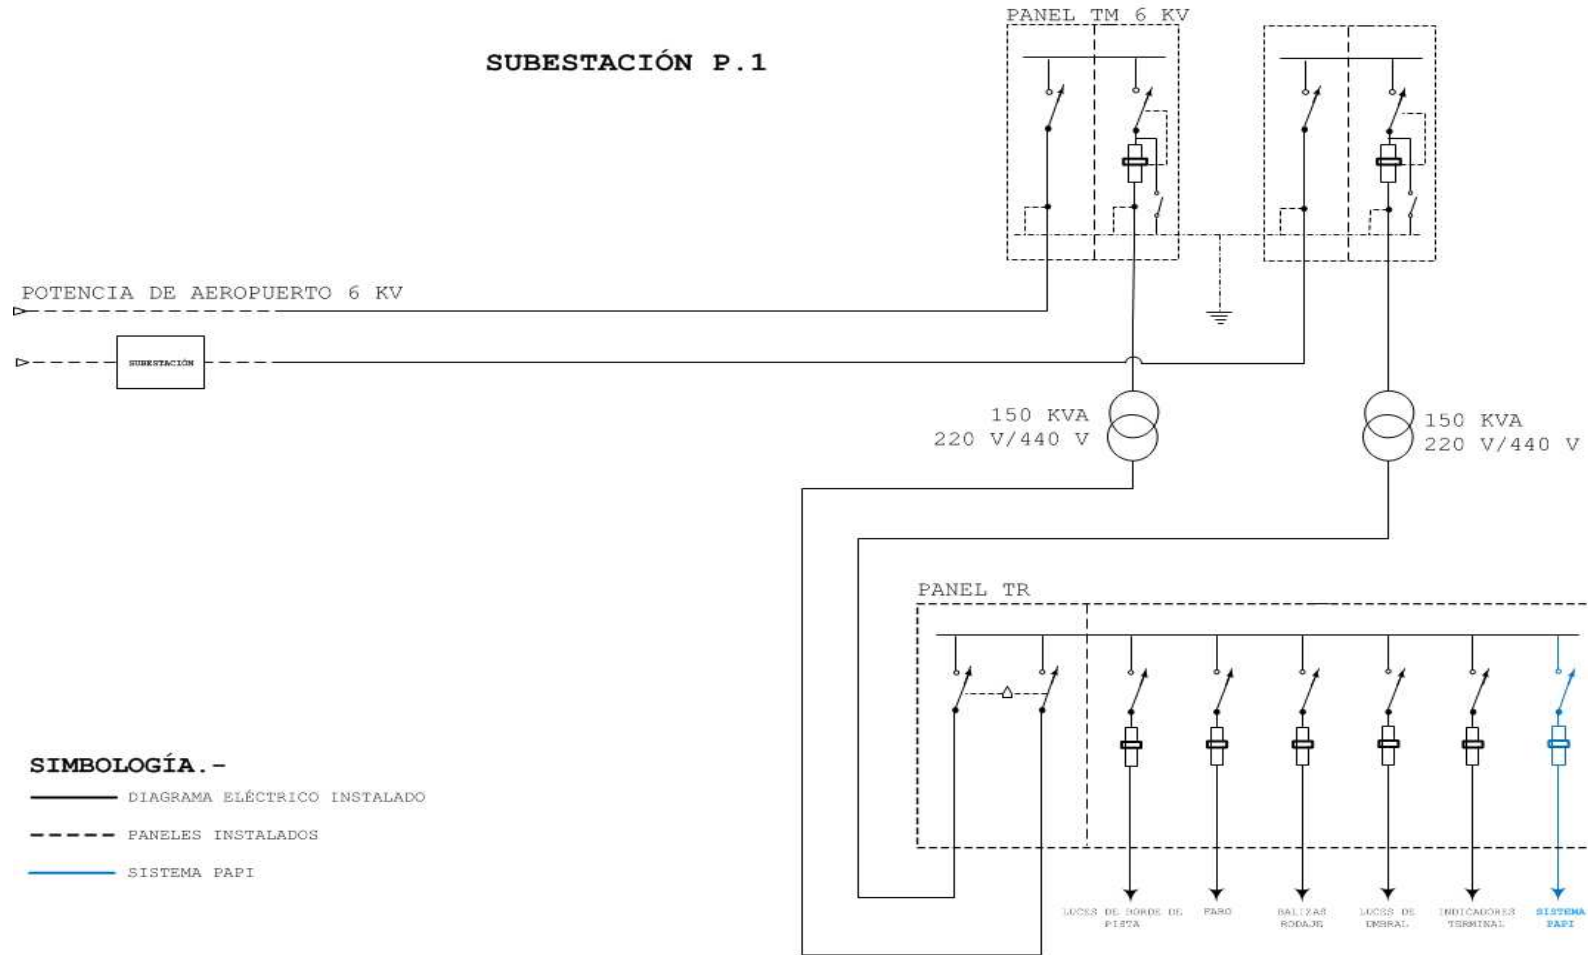 PANEL TM 6 KV
SUBESTACIÓN P.1
POTENCIA DE AEROPUERTO 6 KV
SUBESTACIÓN
150 KVA
220 V/440 V
150 KVA
220 V/440 V
PANEL TR
SIMBOLOGÍA.-
DIAGRAMA ELÉCTRICO INSTALADO
PANELES INSTALADOS
SISTEMA PAPI
LUCES DE BORDE DE
PISTA
FARO
BALIZAS
RODAJE
LUCES DE
UMBRAL
INDICADORES
TERMINAL
SISTEMA
PAPI